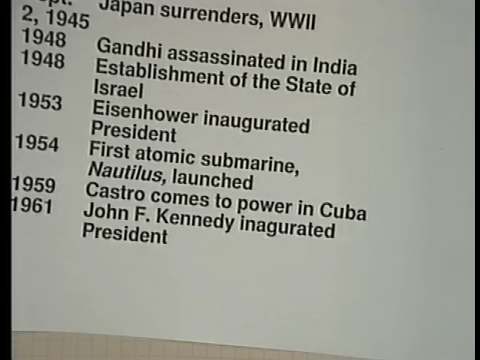 Japan surrenders, WWII
2, 1945
1948 Gandhi assassinated in India
1948 Establishment of the State of
Israel
1953 Eisenhower inaugurated
President
1954 First atomic submarine,
Nautilus, launched
1959 Castro comes to power in Cuba
1961 John F. Kennedy inagurated
President